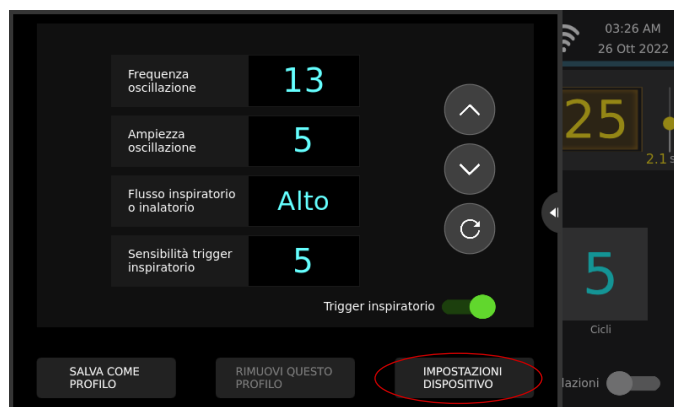 03:26 AM
26 Ott 2022
Frequenza
oscillazione
13
Ampiezza
oscillazione
5
Flusso inspiratorio
o inalatorio
Alto
Sensibilità trigger
inspiratorio
5
Trigger inspiratorio
25
2.1 s
5
Cicli
lazioni
SALVA COME
PROFILO
RIMUOVI QUESTO
PROFILO
IMPOSTAZIONI
DISPOSITIVO